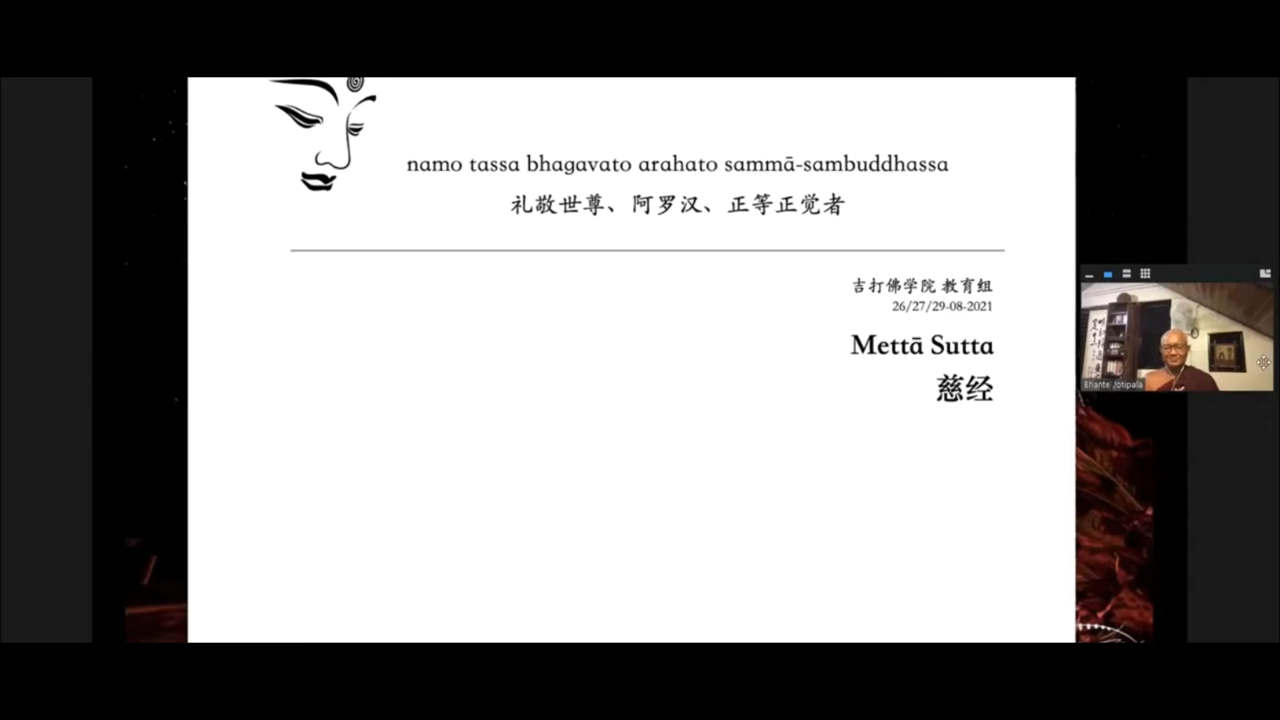 namo tassa bhagavato arahato sammā-sambuddhassa
礼敬世尊、阿罗汉、正等正觉者
吉打佛学院 教育组
26/27/29-08-2021
Mettā Sutta
慈经
Bhante Jotipala